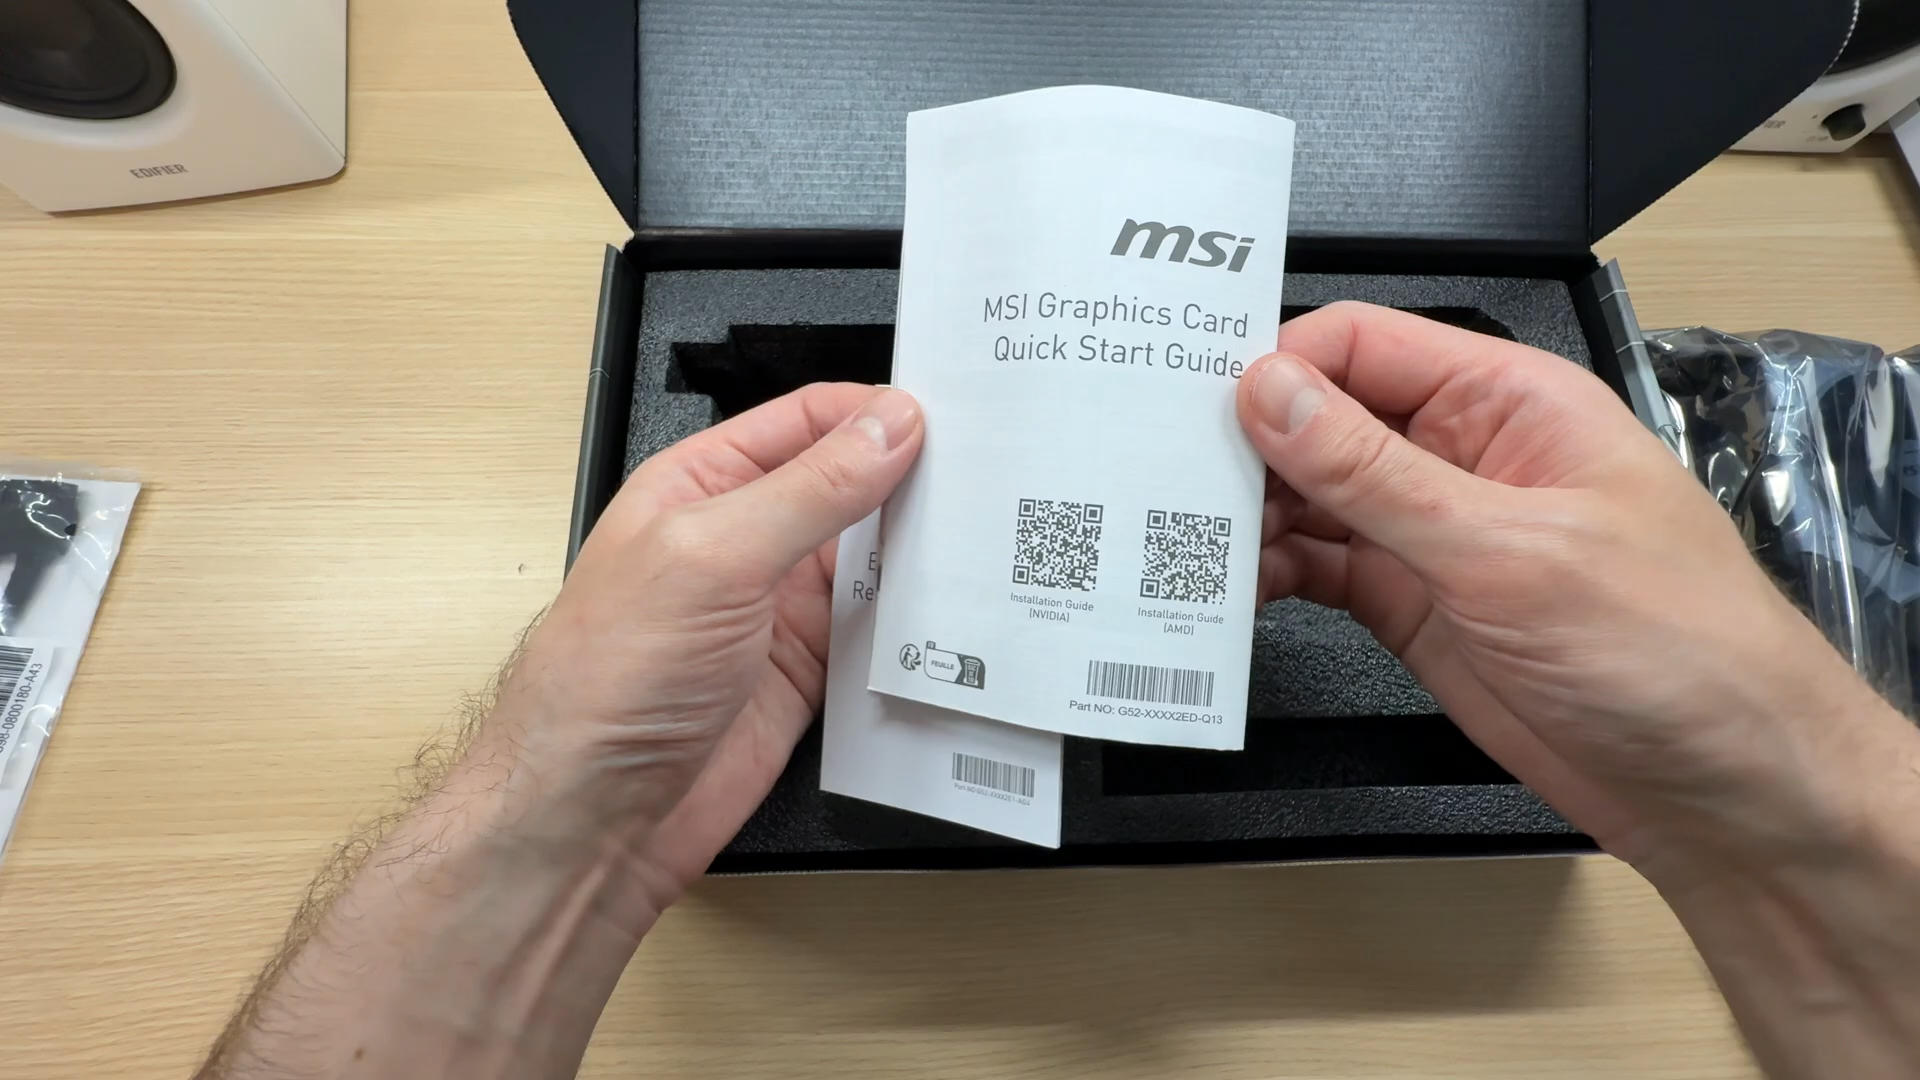 EDIFIER
msi
MSI Graphics Card
Quick Start Guide
Installation Guide
(NVIDIA)
Installation Guide
(AMD)
FEUILLE
Part NO: G52-XXXX2ED-Q13
E
Re